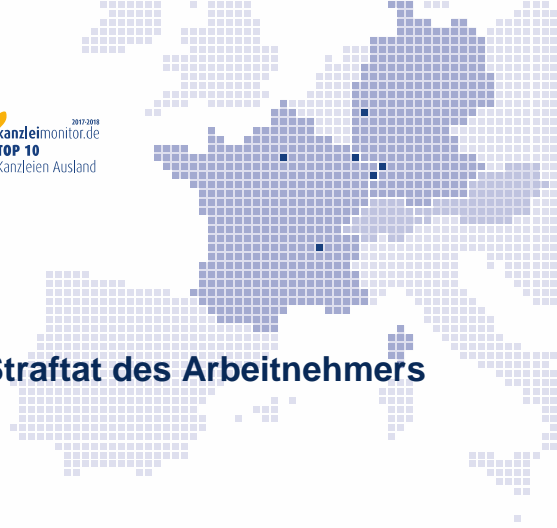 2017-2018
kanzleimonitor.de
TOP 10
Kanzleien Ausland
Straftat des Arbeitnehmers